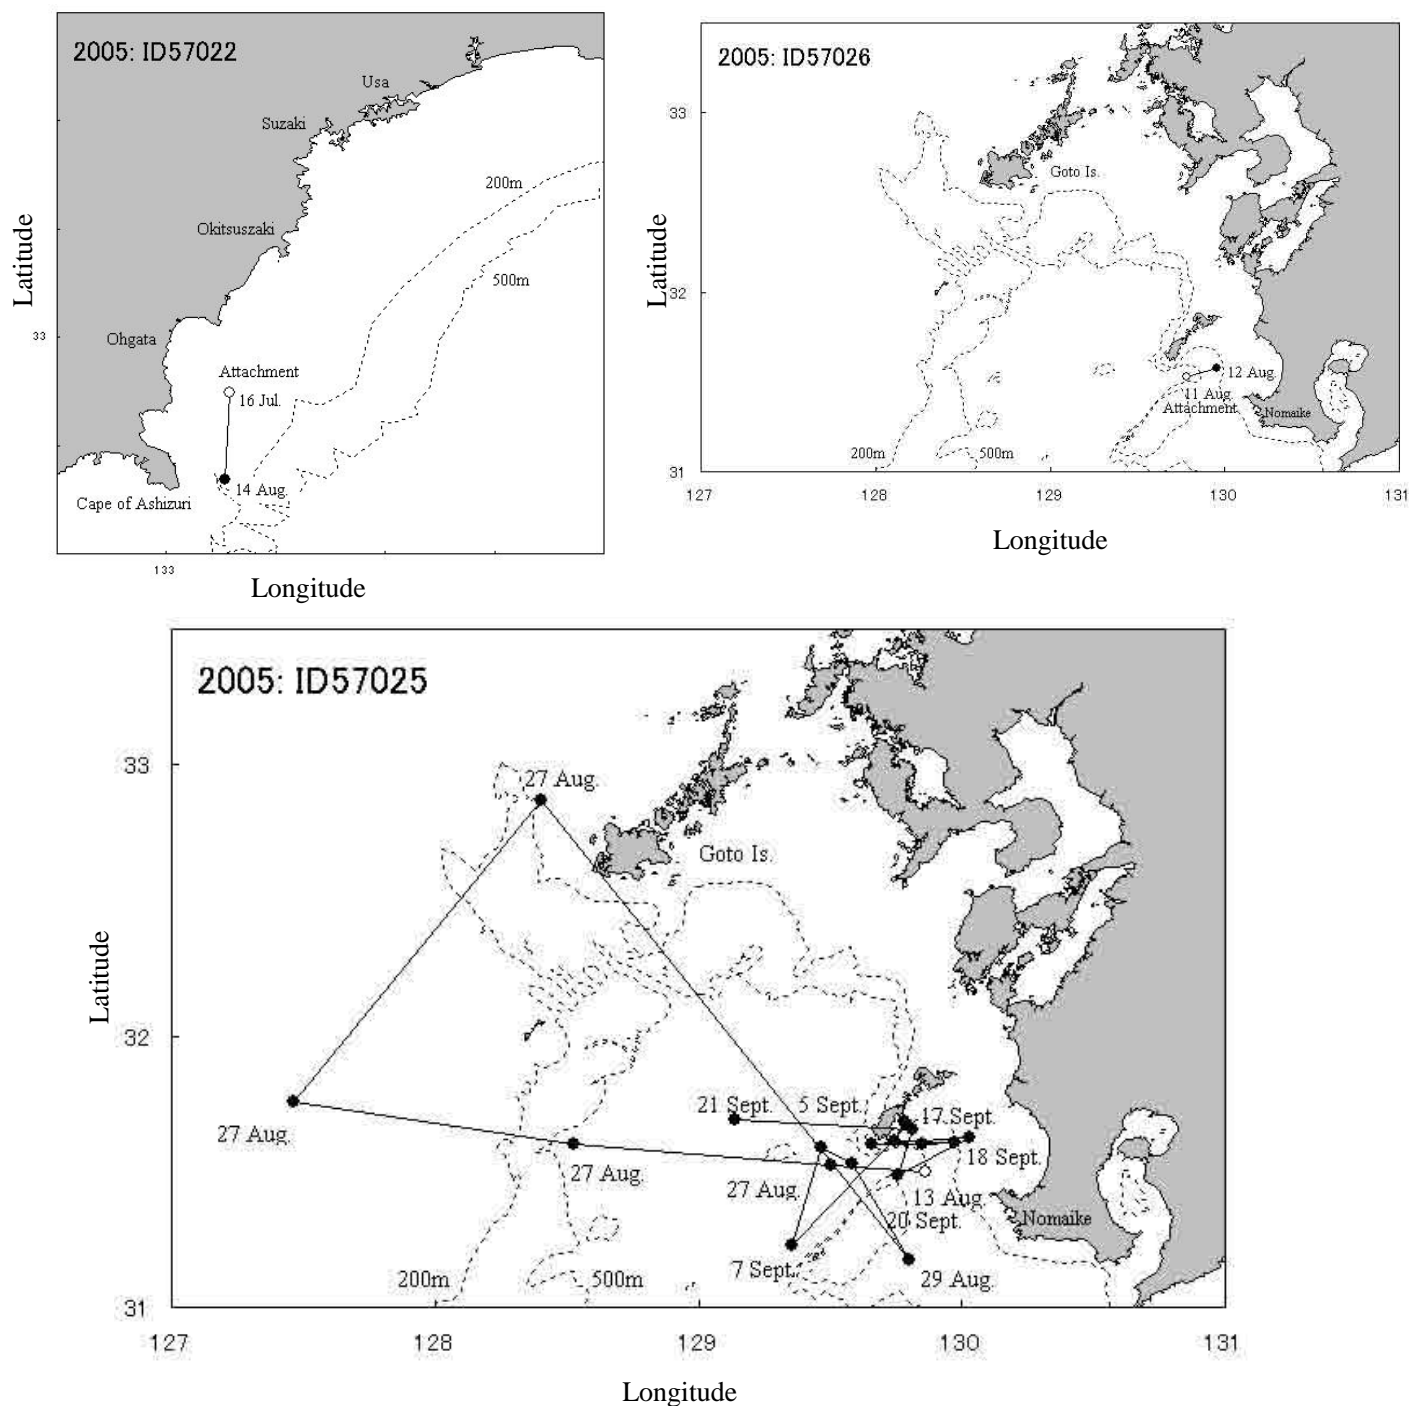 2005: ID57022
Usa
Suzaki
200m
Okitsuszaki
500m
Latitude
33
Ohgata
Attachment
16 Jul.
14 Aug.
Cape of Ashizuri
133
Longitude
2005: ID57026
33
Goto Is.
Latitude
32
12 Aug.
11 Aug.
Attachment
Nomaike
200m
500m
31
127
128
129
130
131
Longitude
2005: ID57025
33
27 Aug.
Goto Is.
Latitude
32
21 Sept.
5 Sept.
17 Sept.
27 Aug.
27 Aug.
27 Aug.
18 Sept.
13 Aug.
20 Sept.
Nomaike
7 Sept.
29 Aug.
200m
500m
31
127
128
129
130
131
Longitude